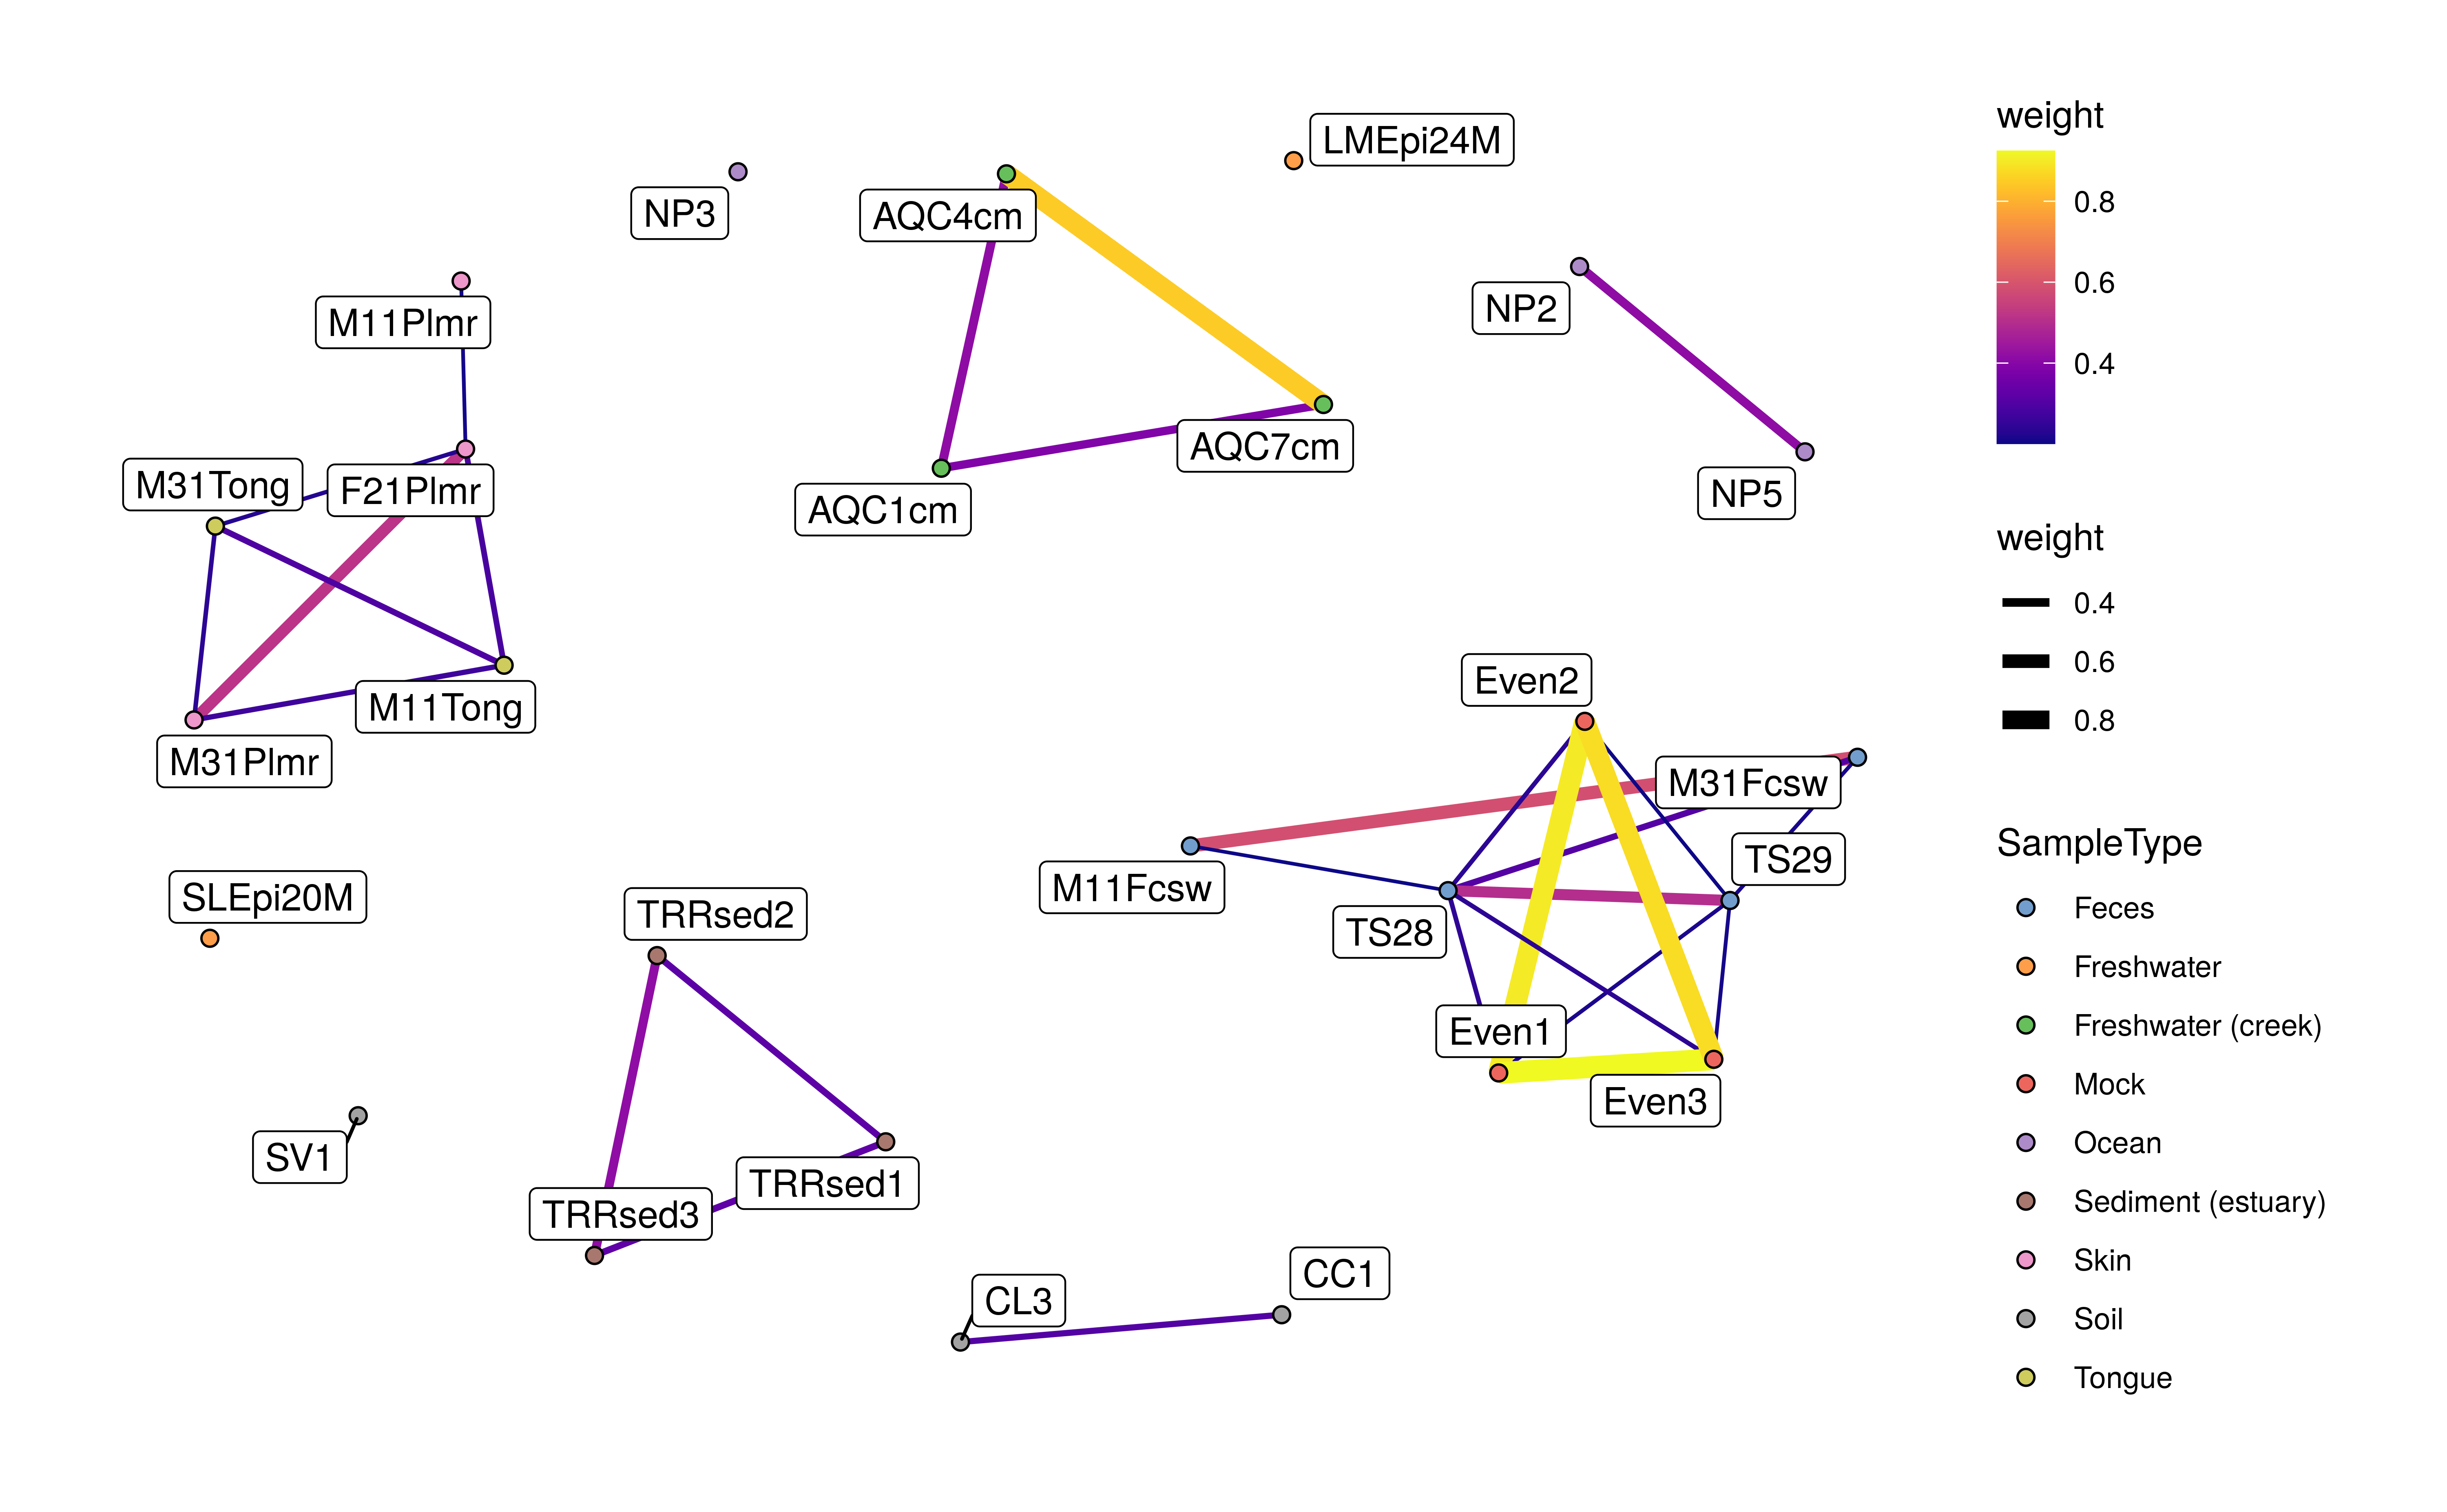 LMEpi24M
NP3
AQC4cm
NP2
M11Plmr
AQC7cm
M31Tong
F21Plmr
NP5
AQC1cm
Even2
M11Tong
M31Plmr
M31Fcsw
TS29
M11Fcsw
SLEpi20M
TRRsed2
TS28
Even1
Even3
SV1
TRRsed1
TRRsed3
CC1
CL3
weight
0.8
0.6
0.4
weight
0.4
0.6
0.8
SampleType
Feces
Freshwater
Freshwater (creek)
Mock
Ocean
Sediment (estuary)
Skin
Soil
Tongue